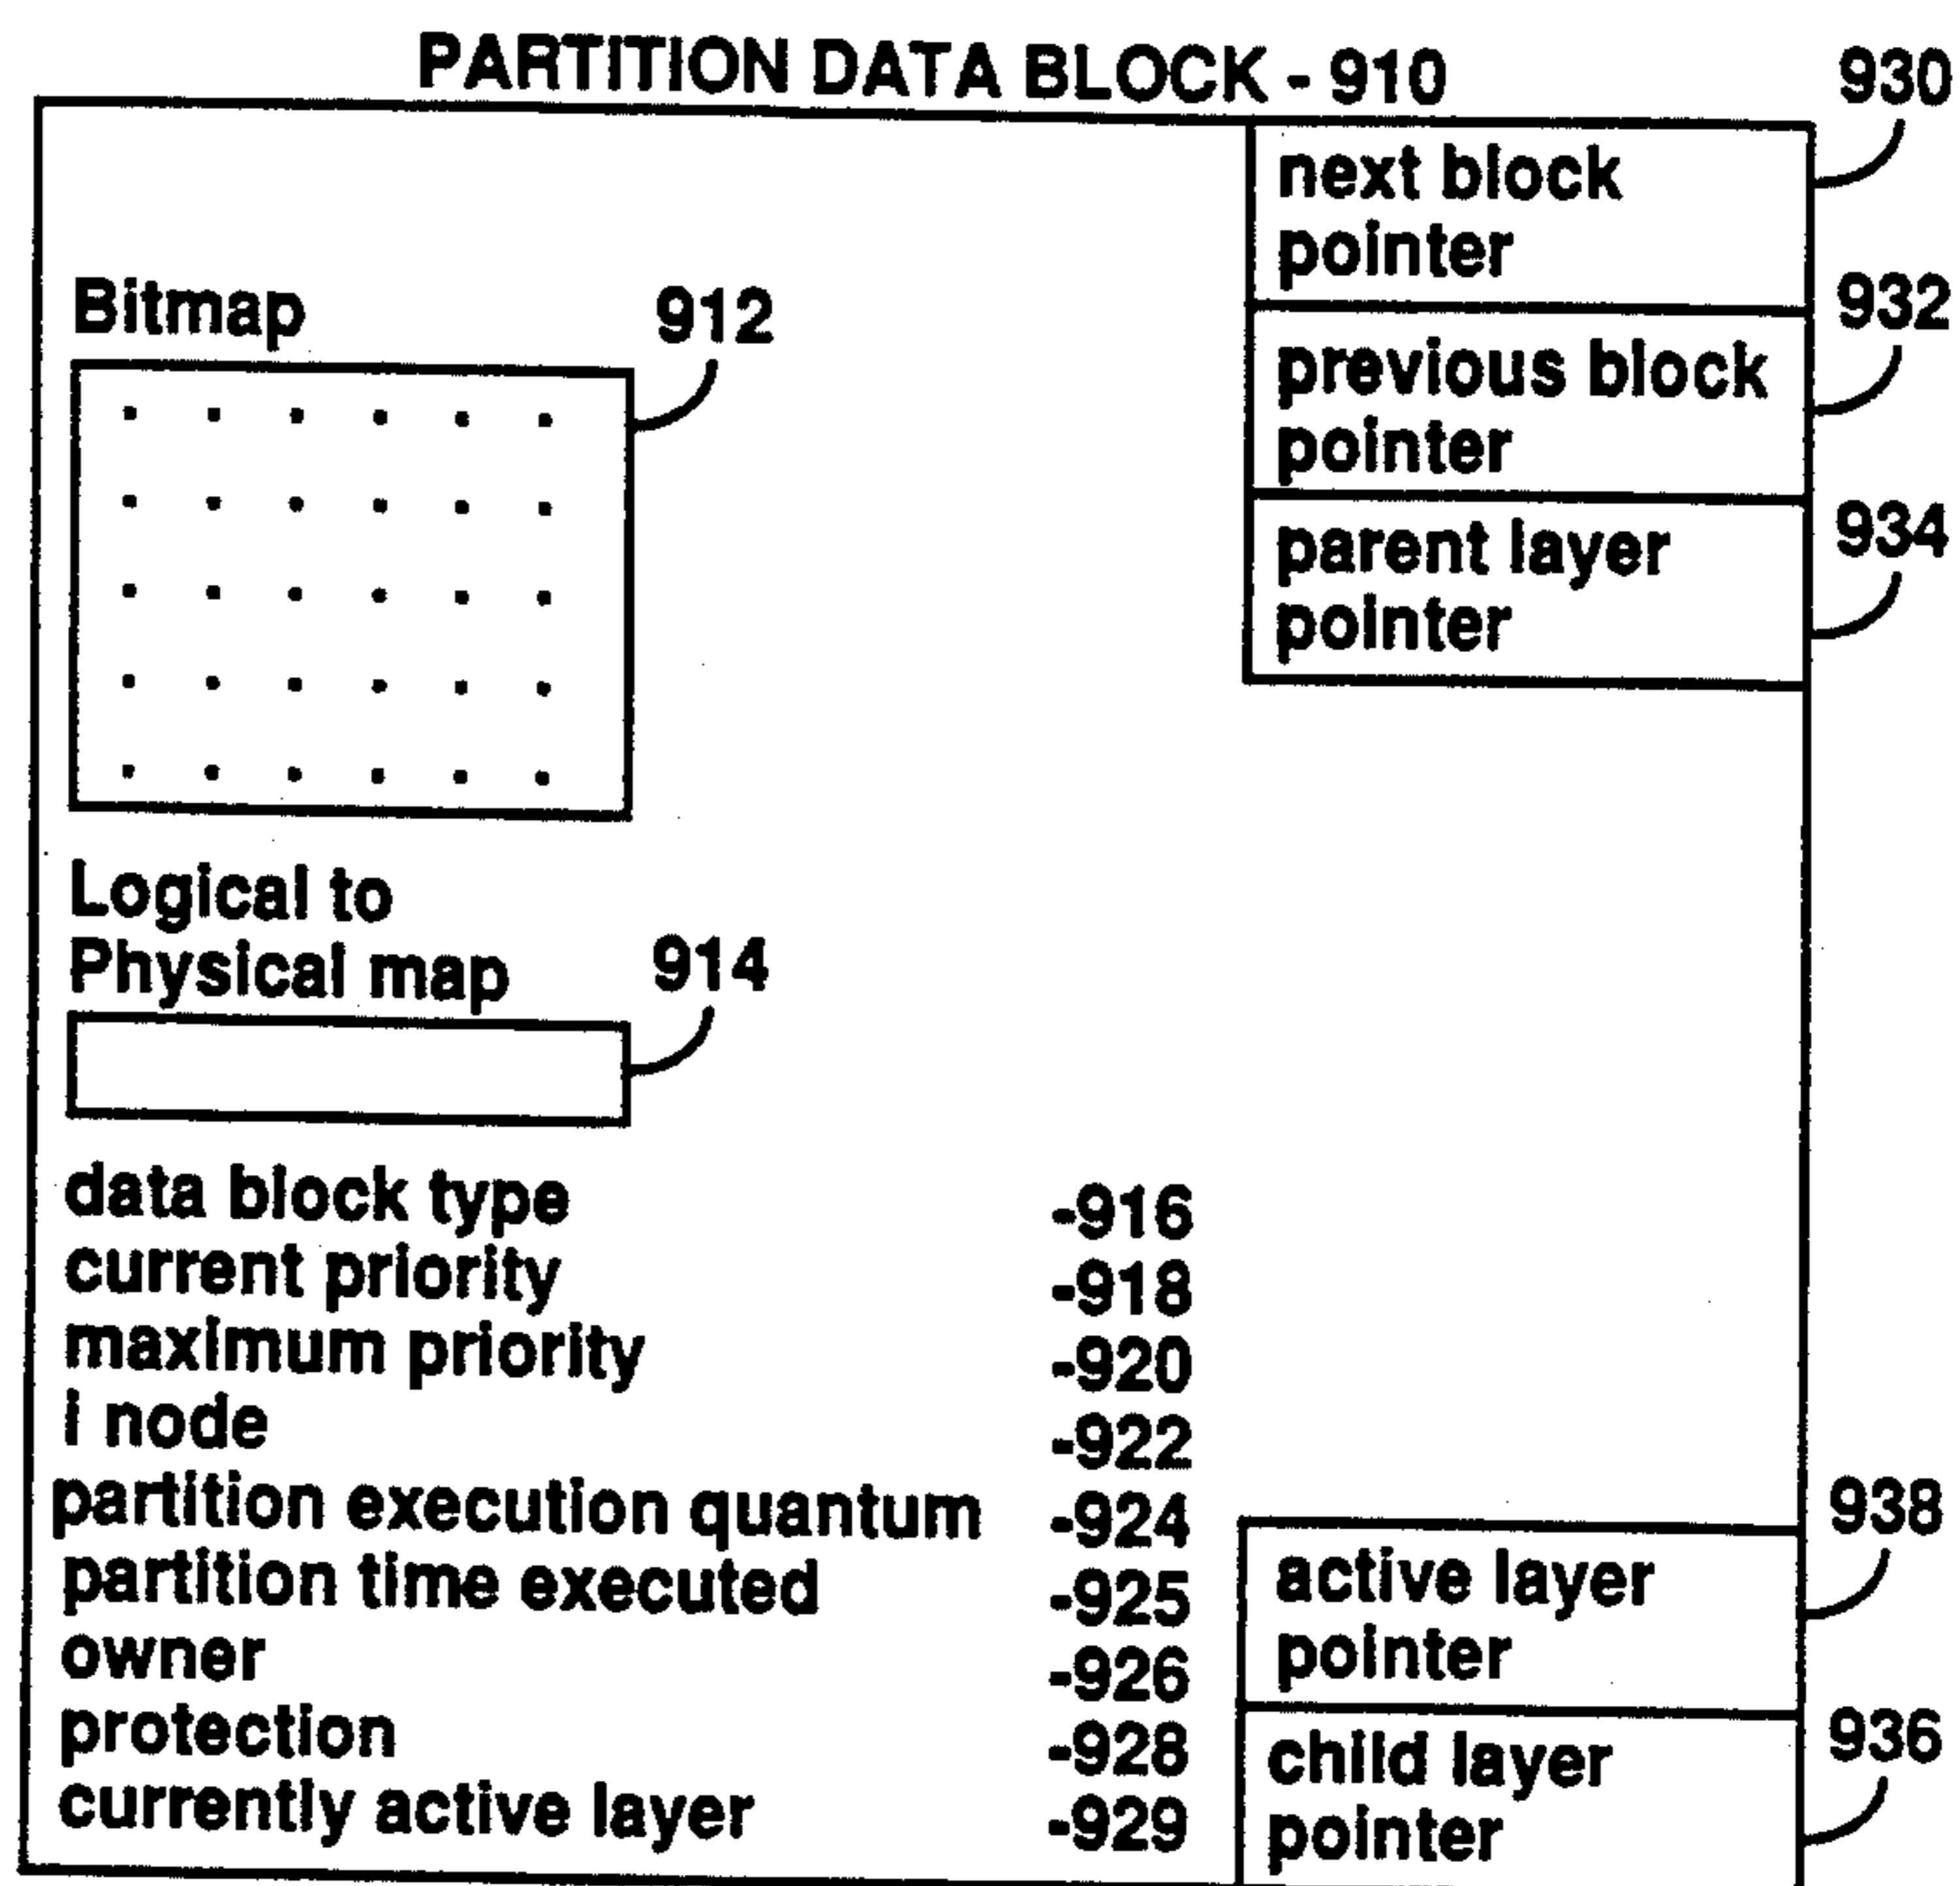 PARTITION DATA BLOCK - 910
930
next block
pointer
932
previous block
pointer
934
parent layer
pointer
Bitmap
912
Logical to
Physical map
914
data block type -916
current priority -918
maximum priority -920
i node -922
partition execution quantum -924
partition time executed -925
owner -926
protection -928
currently active layer -929
938
active layer
pointer
936
child layer
pointer